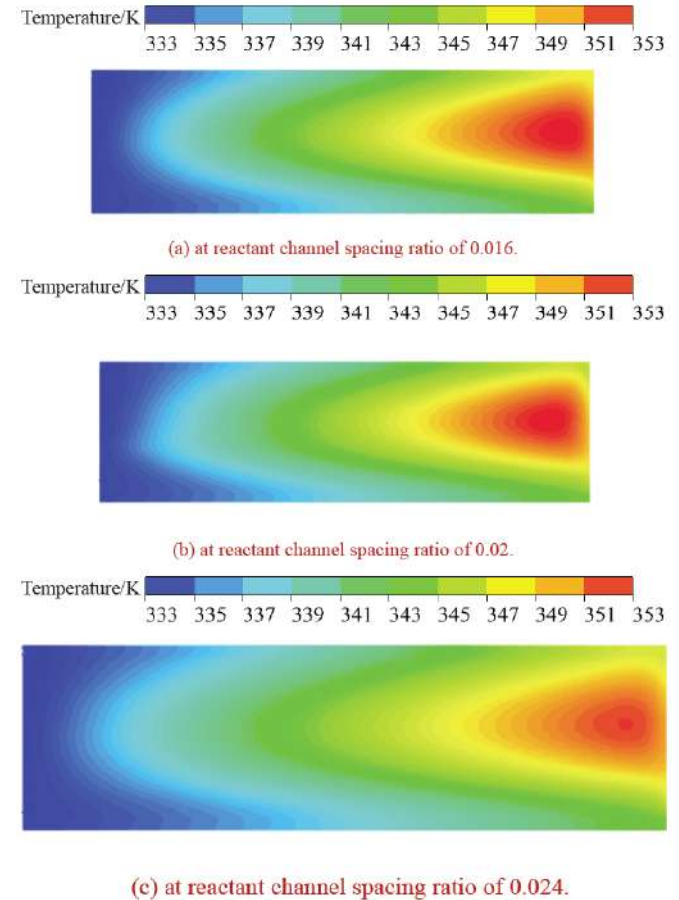 Temperature/K
333 335 337 339 341 343 345 347 349 351 353
(a) at reactant channel spacing ratio of 0.016.
Temperature/K
333 335 337 339 341 343 345 347 349 351 353
(b) at reactant channel spacing ratio of 0.02.
Temperature/K
333 335 337 339 341 343 345 347 349 351 353
(c) at reactant channel spacing ratio of 0.024.